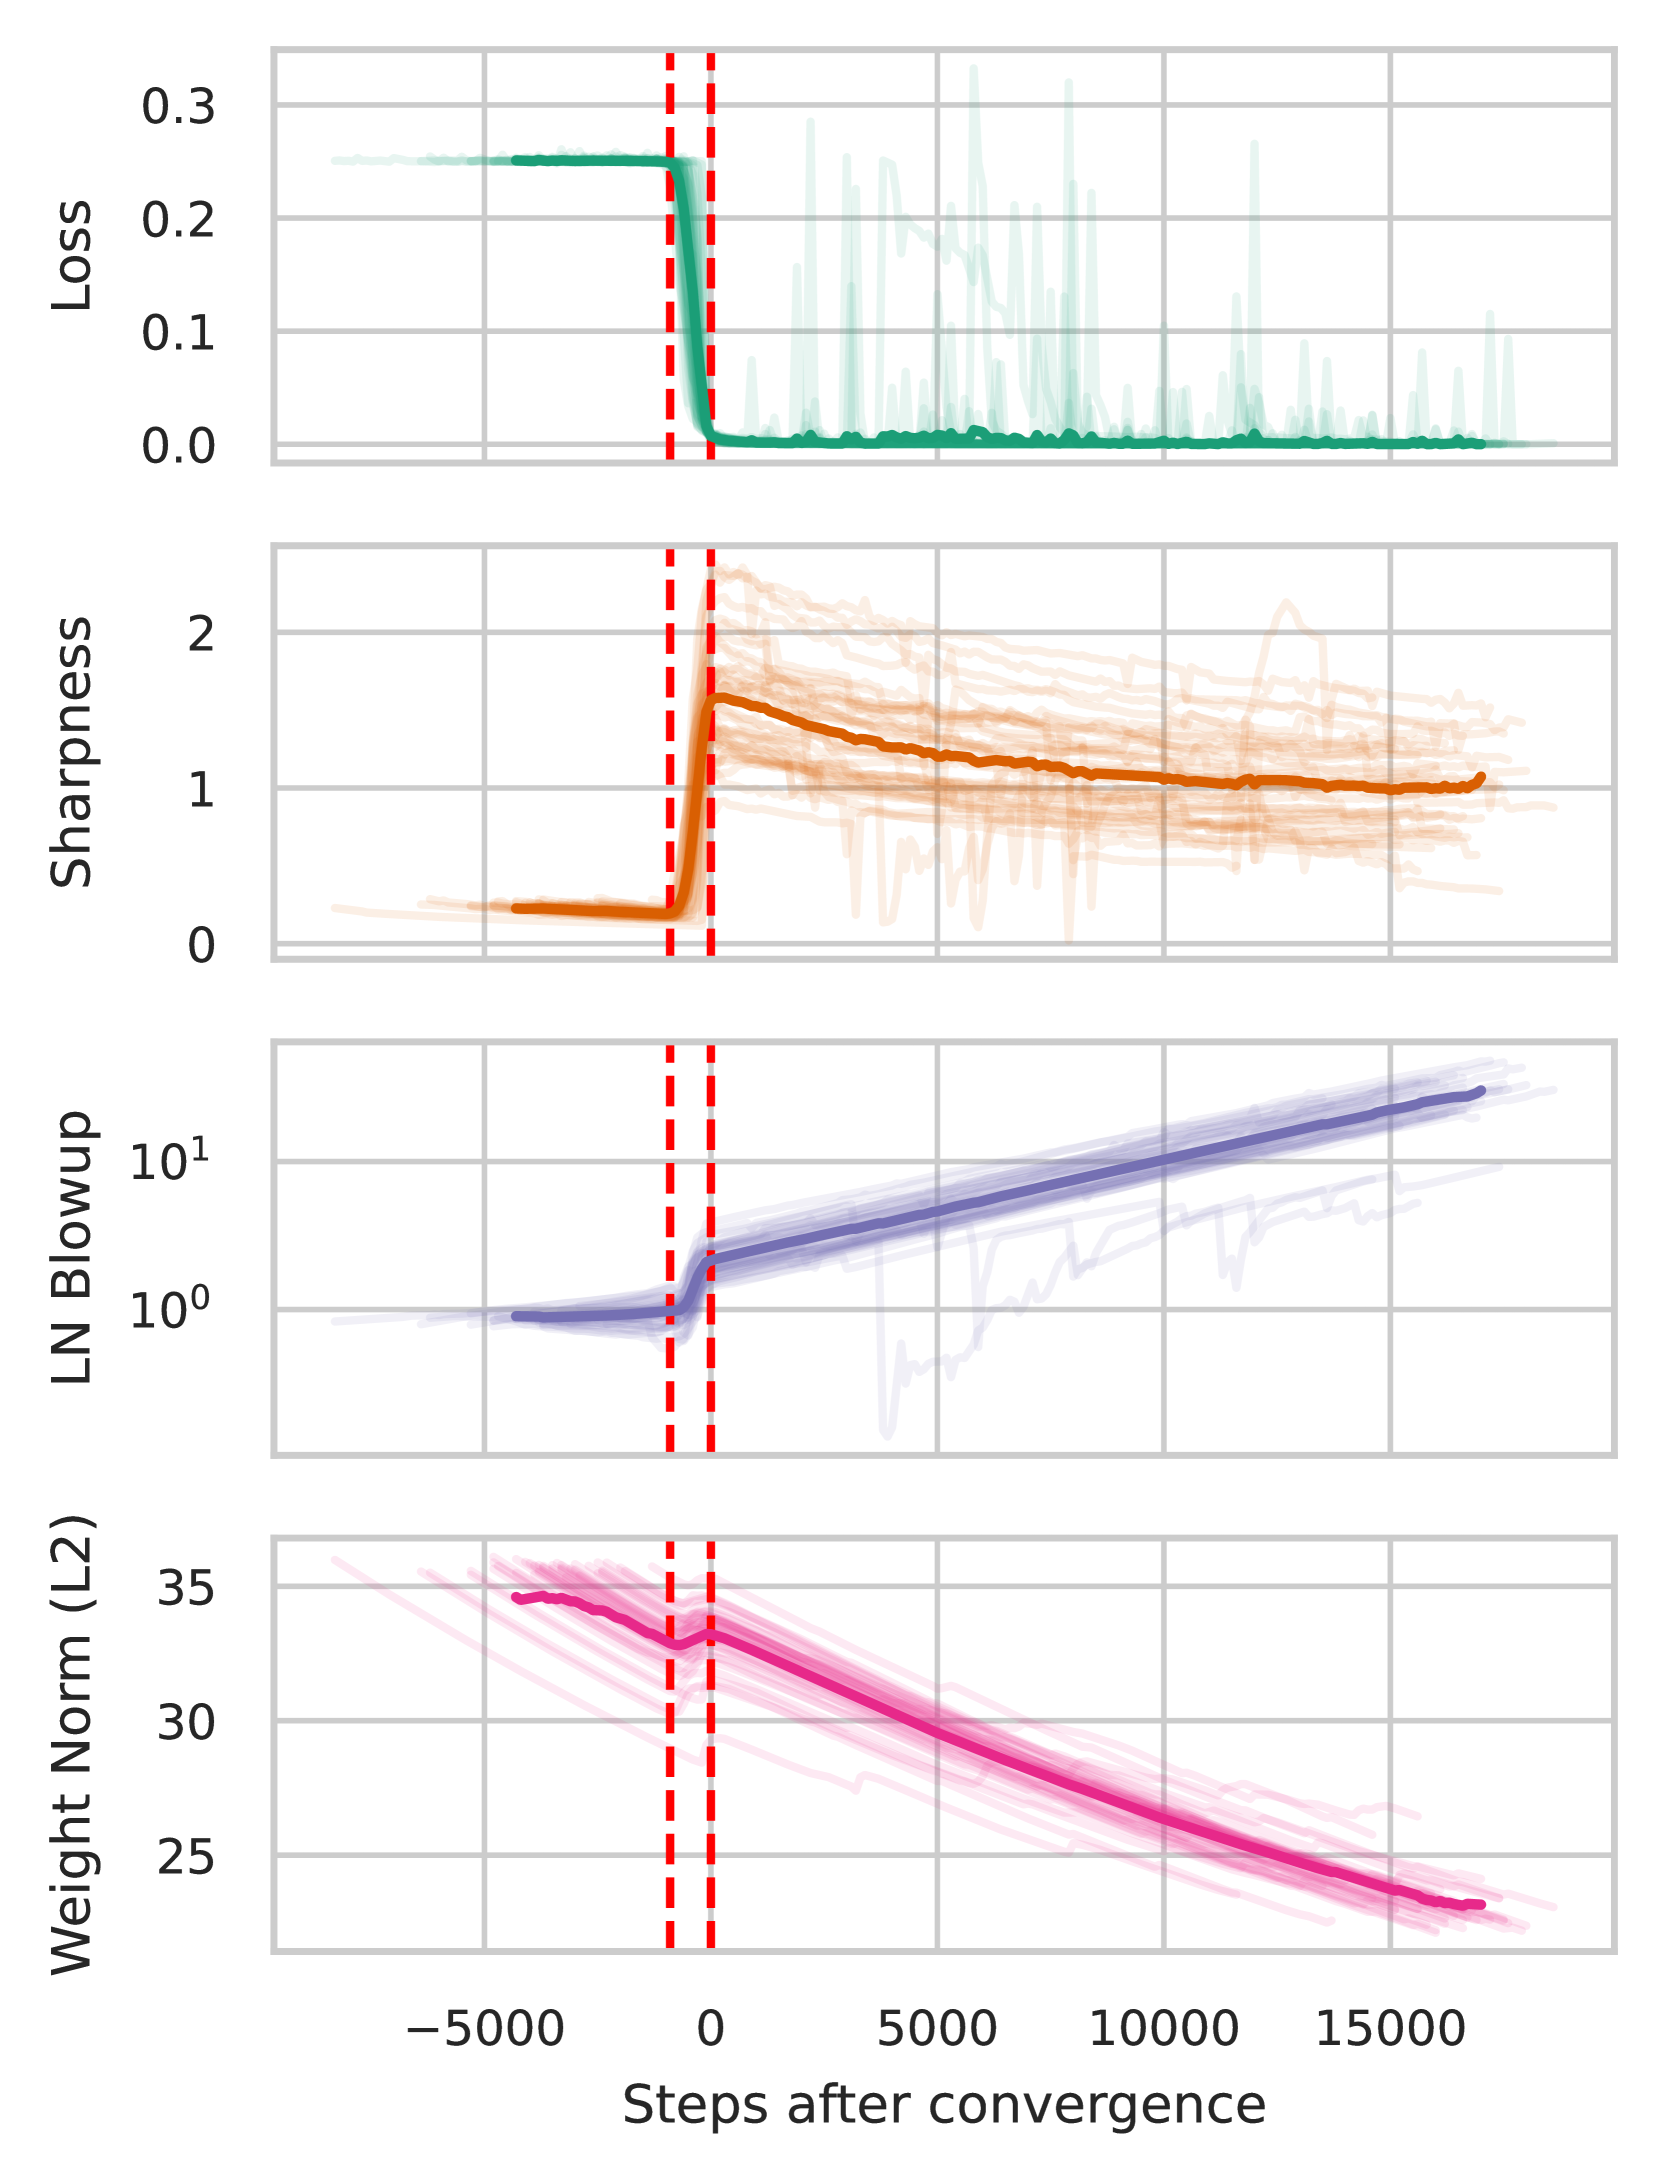 Loss
0.3
0.2
0.1
0.0
Sharpness
2
1
0
LN Blowup
10¹
10⁰
Weight Norm (L2)
35
30
25
−5000 0 5000 10000 15000
Steps after convergence